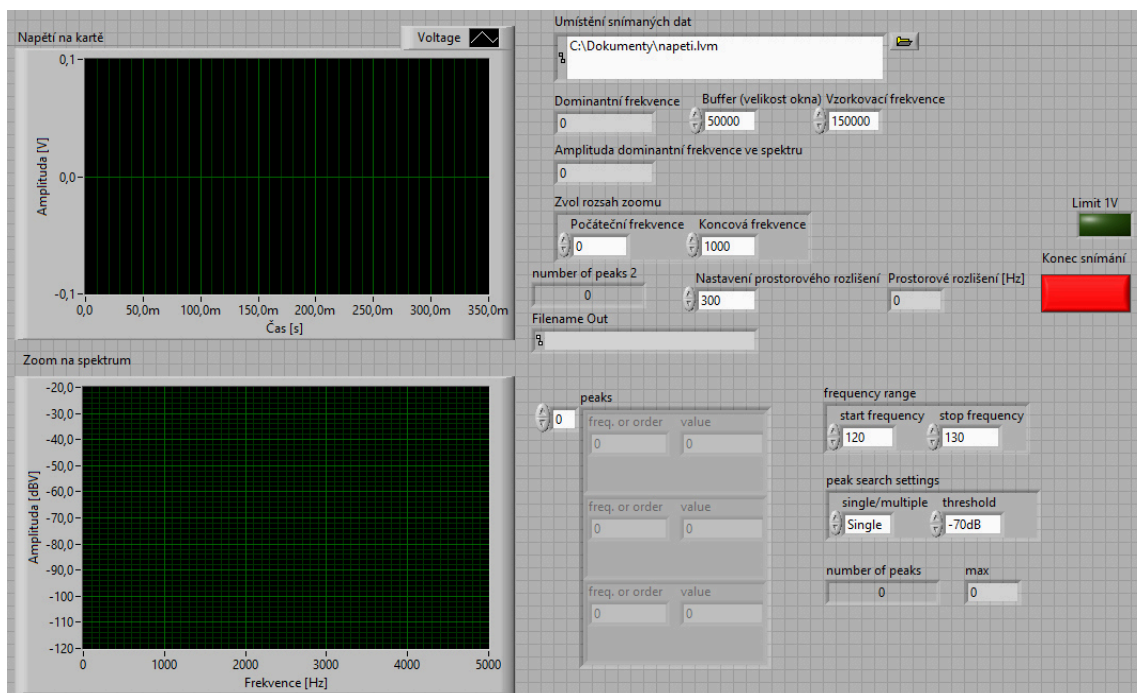 Napětí na kartě
Voltage
0,1
0,0
-0,1
Amplituda [V]
0,0 50,0m 100,0m 150,0m 200,0m 250,0m 300,0m 350,0m
Čas [s]
Umístění snímaných dat
C:\Dokumenty\napeti.lvm
Dominantní frekvence Buffer (velikost okna) Vzorkovací frekvence
0 50000 150000
Amplituda dominantní frekvence ve spektru
0
Zvol rozsah zoomu
Počáteční frekvence Koncová frekvence
0 1000
Limit 1V
Konec snímání
number of peaks 2 Nastavení prostorového rozlišení Prostorové rozlišení [Hz]
0 300 0
Filename Out
Zoom na spektrum
-20,0
-30,0
-40,0
-50,0
-60,0
-70,0
-80,0
-90,0
-100
-110
-120
Amplituda [dBV]
0 1000 2000 3000 4000 5000
Frekvence [Hz]
peaks
0
freq. or order value
0 0
freq. or order value
0 0
freq. or order value
0 0
frequency range
start frequency stop frequency
120 130
peak search settings
single/multiple threshold
Single -70dB
number of peaks max
0 0